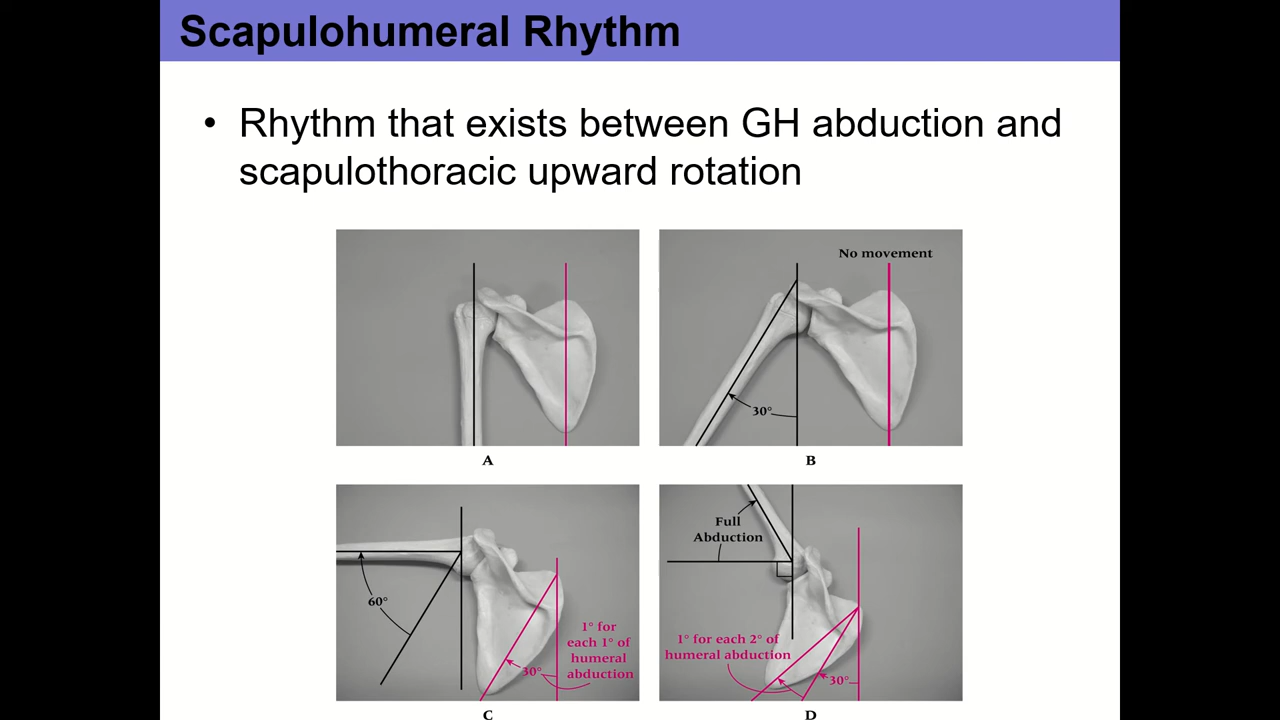 Scapulohumeral Rhythm
• Rhythm that exists between GH abduction and
scapulothoracic upward rotation
A
No movement
30°
B
60°
1° for
each 1° of
humeral
abduction
30°
C
Full
Abduction
1° for each 2° of
humeral abduction
30°
D